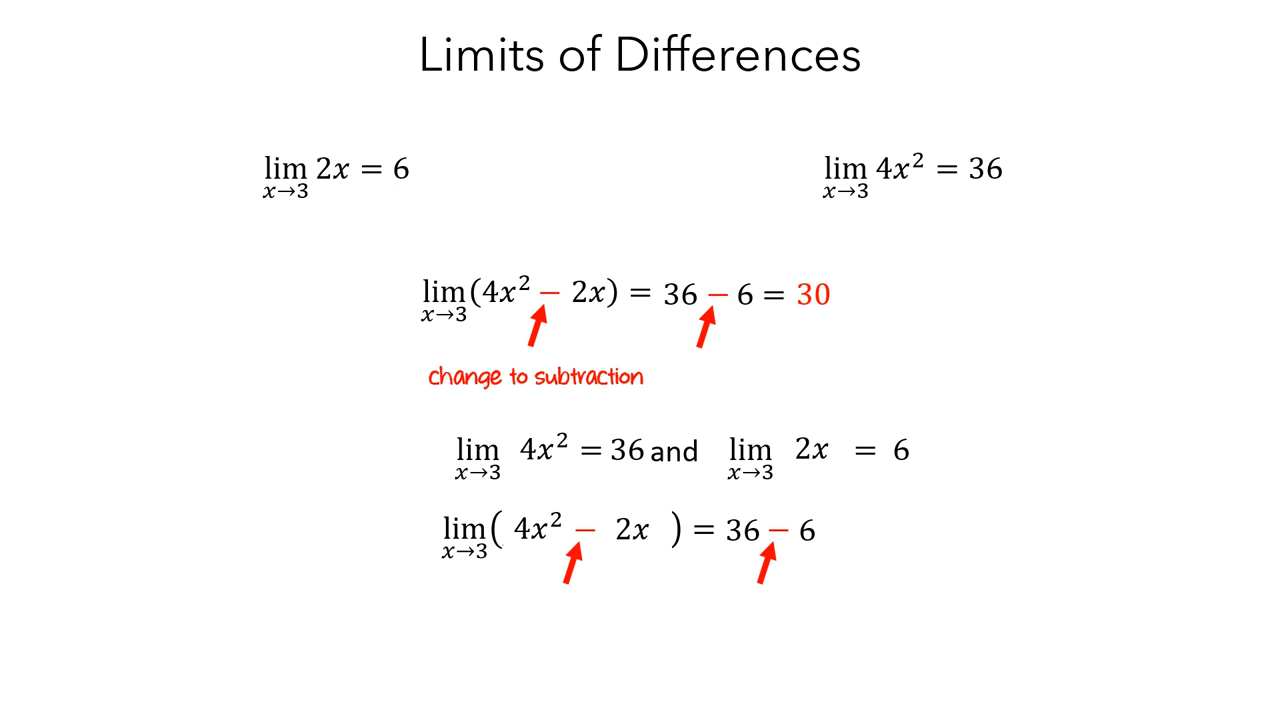 Limits of Differences
lim x→3 2x = 6
lim x→3 4x² = 36
lim x→3 (4x² − 2x) = 36 − 6 = 30
change to subtraction
lim x→3 4x² = 36 and lim x→3 2x = 6
lim x→3 ( 4x² − 2x ) = 36 − 6